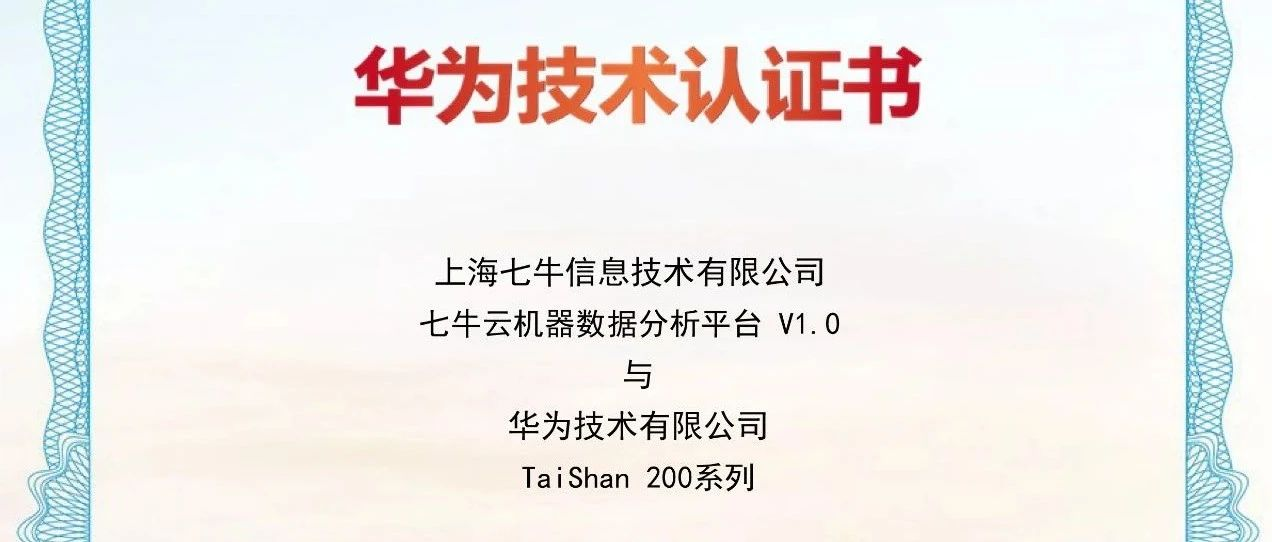 华为技术认证书
上海七牛信息技术有限公司
七牛云机器数据分析平台 V1.0
与
华为技术有限公司
TaiShan 200系列